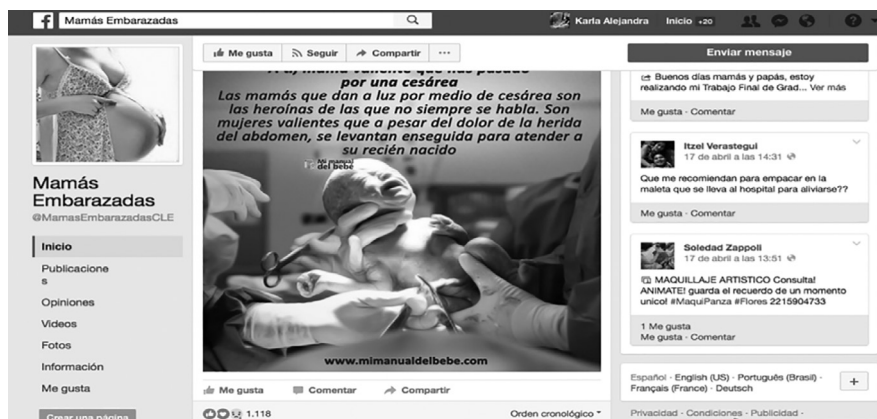 f Mamás Embarazadas
Karla Alejandra Inicio +20
Me gusta Seguir Compartir ...
Enviar mensaje
Mamás
Embarazadas
@MamasEmbarazadasCLE
Inicio
Publicacione
s
Opiniones
Videos
Fotos
Información
Me gusta
Crear una página
A ti, mamá valiente que has pasado
por una cesárea
Las mamás que dan a luz por medio de cesárea son
las heroínas de las que no siempre se habla. Son
mujeres valientes que a pesar del dolor de la herida
del abdomen, se levantan enseguida para atender a
su recién nacido
Mi manual
del bebé
www.mimanualdelbebe.com
Me gusta Comentar Compartir
1.118 Orden cronológico
Buenos días mamás y papás, estoy
realizando mi Trabajo Final de Grad... Ver más
Me gusta · Comentar
Itzel Verastegui
17 de abril a las 14:31
Que me recomiendan para empacar en la
maleta que se lleva al hospital para aliviarse??
Me gusta · Comentar
Soledad Zappoli
17 de abril a las 13:51
MAQUILLAJE ARTISTICO Consulta!
ANIMATE! guarda el recuerdo de un momento
unico! #MaquiPanza #Flores 2215904733
1 Me gusta
Me gusta · Comentar
Español · English (US) · Português (Brasil) ·
Français (France) · Deutsch
Privacidad · Condiciones · Publicidad ·